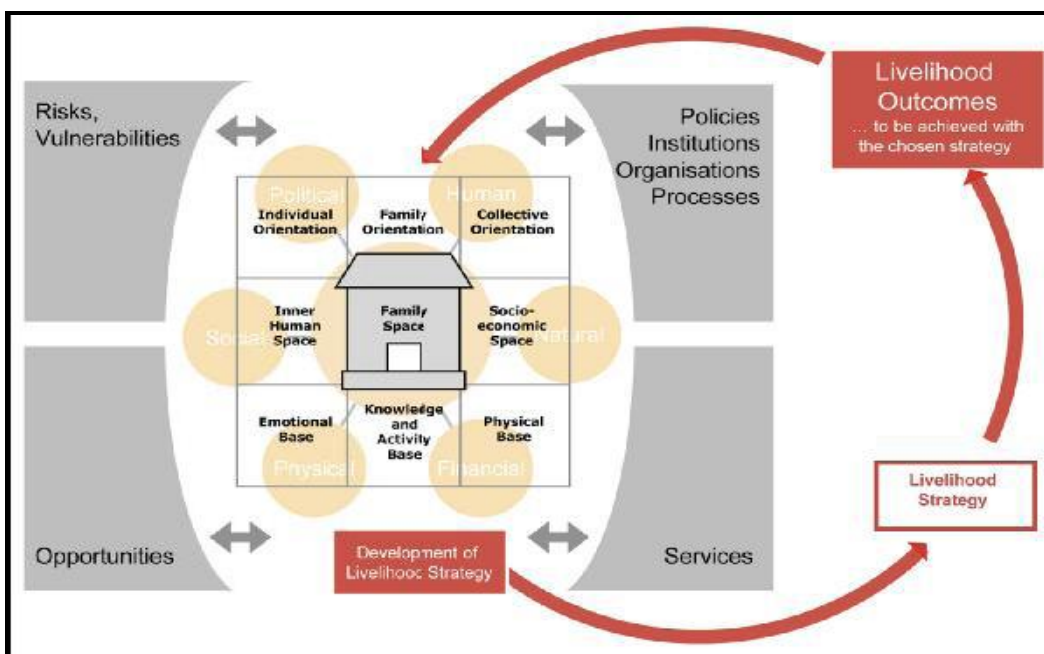 Risks,
Vulnerabilities
Policies
Institutions
Organisations
Processes
Livelihood
Outcomes
... to be achieved with
the chosen strategy
Political
Human
Individual
Orientation
Family
Orientation
Collective
Orientation
Social
Inner
Human
Space
Family
Space
Socio-
economic
Space
Natural
Emotional
Base
Knowledge
and
Activity
Base
Physical
Base
Physical
Financial
Livelihood
Strategy
Opportunities
Development of
Livelihood Strategy
Services